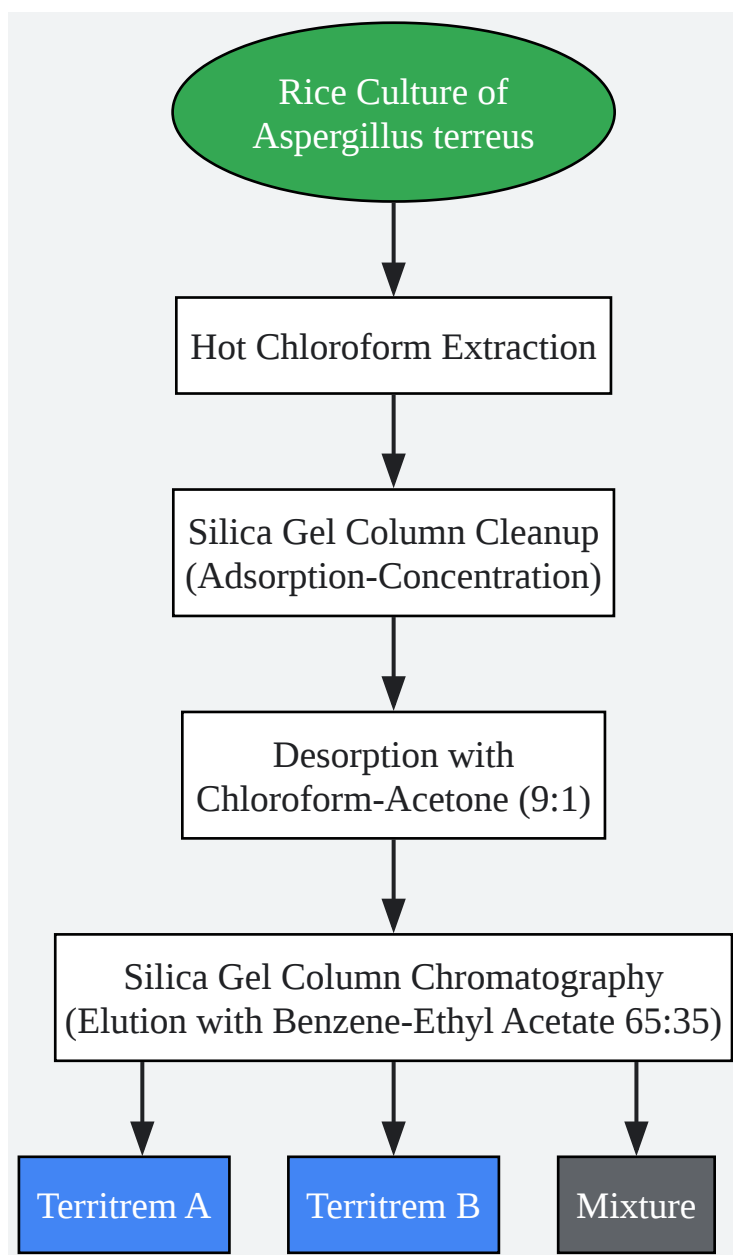 Rice Culture of
Aspergillus terreus
Hot Chloroform Extraction
Silica Gel Column Cleanup
(Adsorption-Concentration)
Desorption with
Chloroform-Acetone (9:1)
Silica Gel Column Chromatography
(Elution with Benzene-Ethyl Acetate 65:35)
Territrem A
Territrem B
Mixture